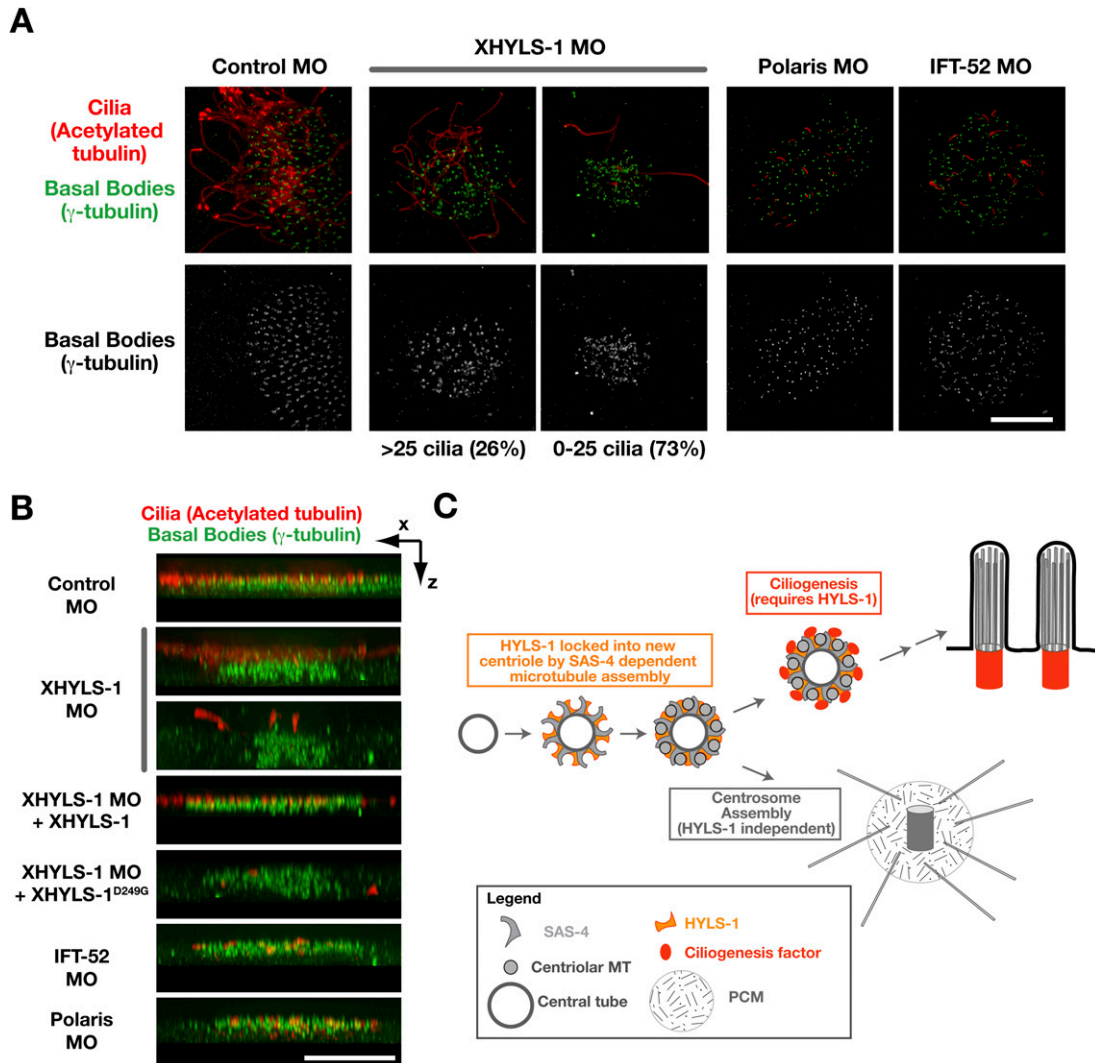 A
XHYLS-1 MO
Control MO
Polaris MO
IFT-52 MO
Cilia
(Acetylated
tubulin)
Basal Bodies
(γ-tubulin)
Basal Bodies
(γ-tubulin)
>25 cilia (26%)
0-25 cilia (73%)
B
Cilia (Acetylated tubulin)
Basal Bodies (γ-tubulin)
x
z
Control
MO
XHYLS-1
MO
XHYLS-1 MO
+ XHYLS-1
XHYLS-1 MO
+ XHYLS-1D249G
IFT-52
MO
Polaris
MO
C
Ciliogenesis
(requires HYLS-1)
HYLS-1 locked into new
centriole by SAS-4 dependent
microtubule assembly
Centrosome
Assembly
(HYLS-1 independent)
Legend
SAS-4
HYLS-1
Centriolar MT
Ciliogenesis factor
Central tube
PCM